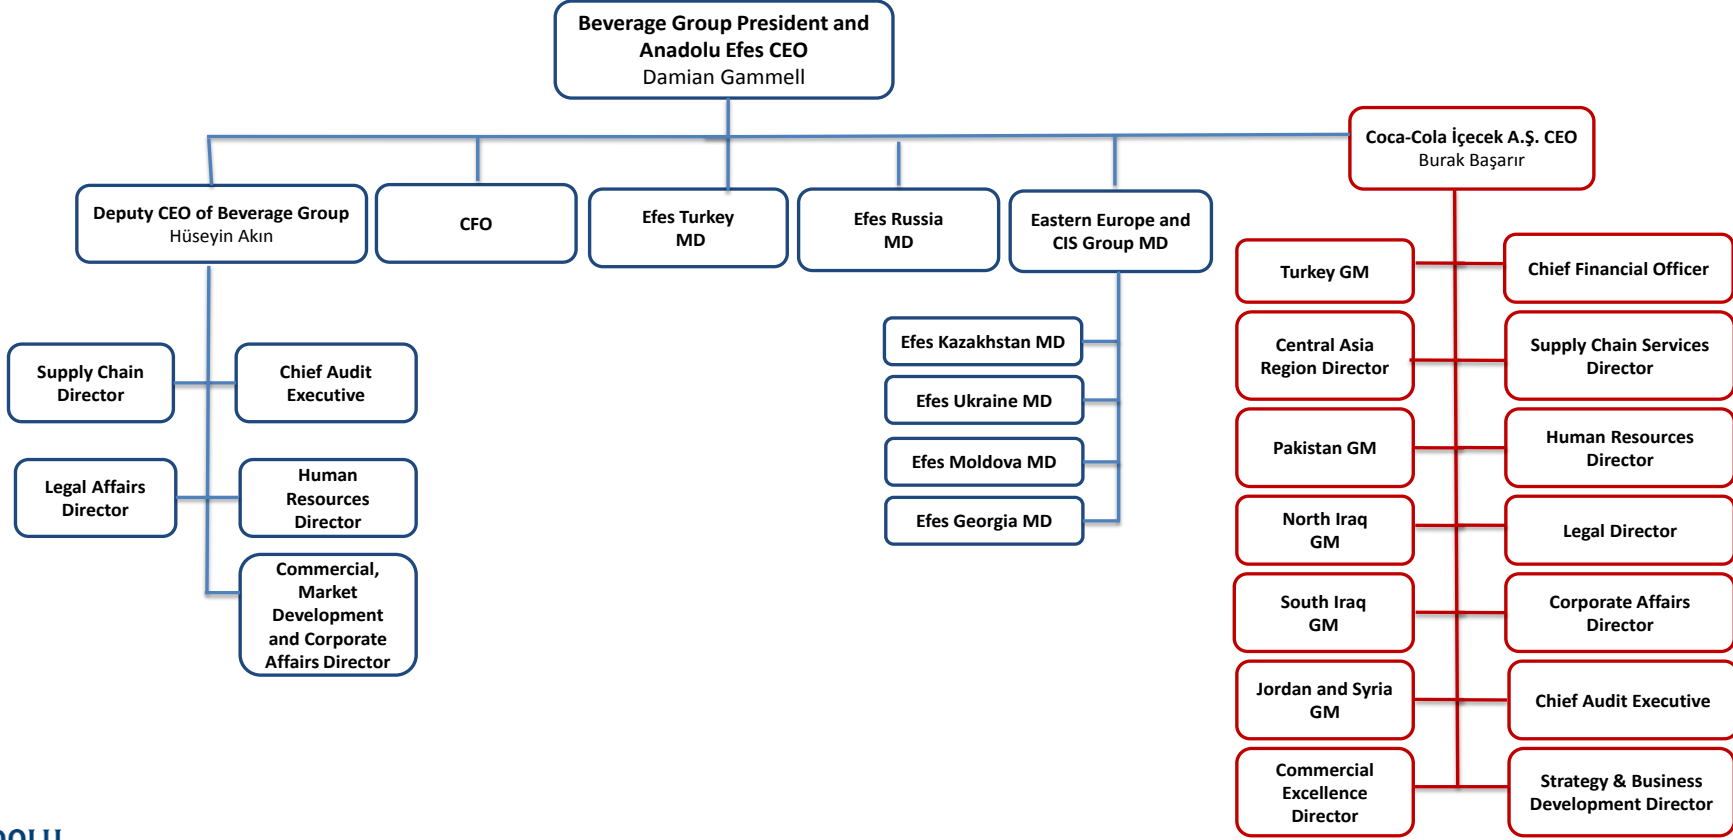 Beverage Group President and
Anadolu Efes CEO
Damian Gammell
Coca-Cola İçecek A.Ş. CEO
Burak Başarır
Deputy CEO of Beverage Group
Hüseyin Akın
CFO
Efes Turkey
MD
Efes Russia
MD
Eastern Europe and
CIS Group MD
Supply Chain
Director
Chief Audit
Executive
Legal Affairs
Director
Human
Resources
Director
Commercial,
Market
Development
and Corporate
Affairs Director
Efes Kazakhstan MD
Efes Ukraine MD
Efes Moldova MD
Efes Georgia MD
Turkey GM
Chief Financial Officer
Central Asia
Region Director
Supply Chain Services
Director
Pakistan GM
Human Resources
Director
North Iraq
GM
Legal Director
South Iraq
GM
Corporate Affairs
Director
Jordan and Syria
GM
Chief Audit Executive
Commercial
Excellence
Director
Strategy & Business
Development Director